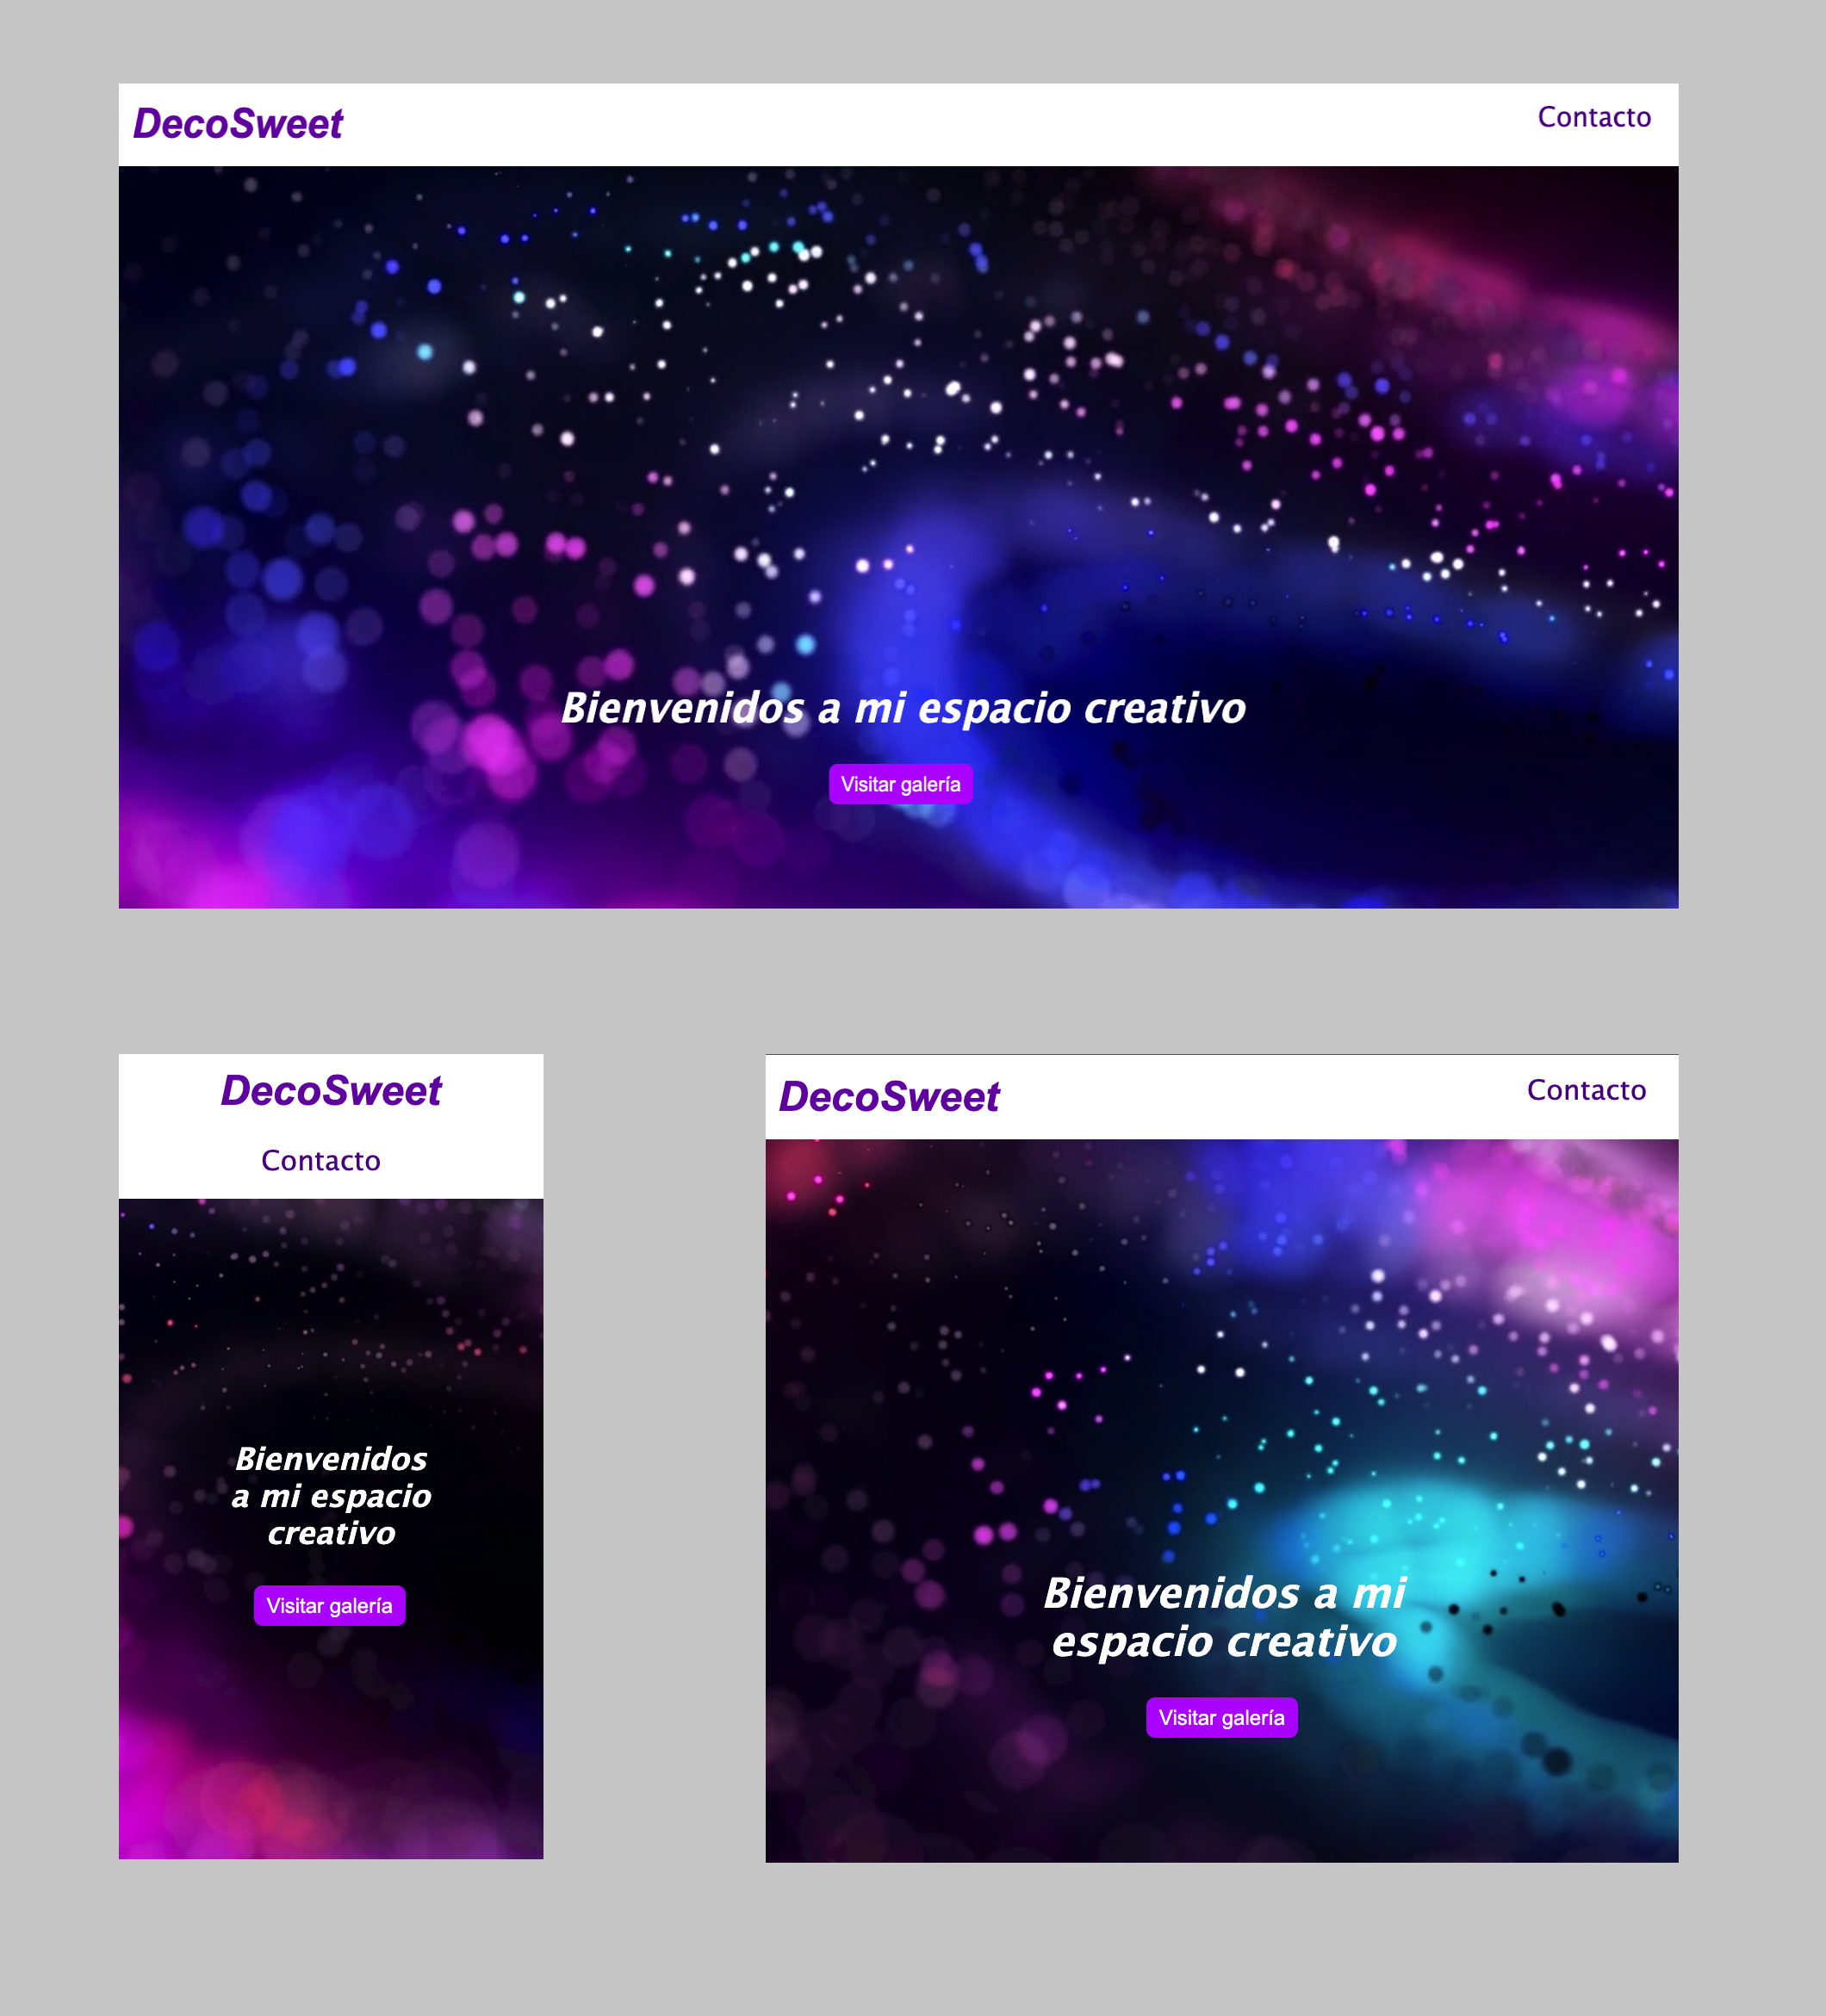 DecoSweet
Contacto
Bienvenidos a mi espacio creativo
Visitar galería
DecoSweet
Contacto
Bienvenidos
a mi espacio
creativo
Visitar galería
DecoSweet
Contacto
Bienvenidos a mi
espacio creativo
Visitar galería